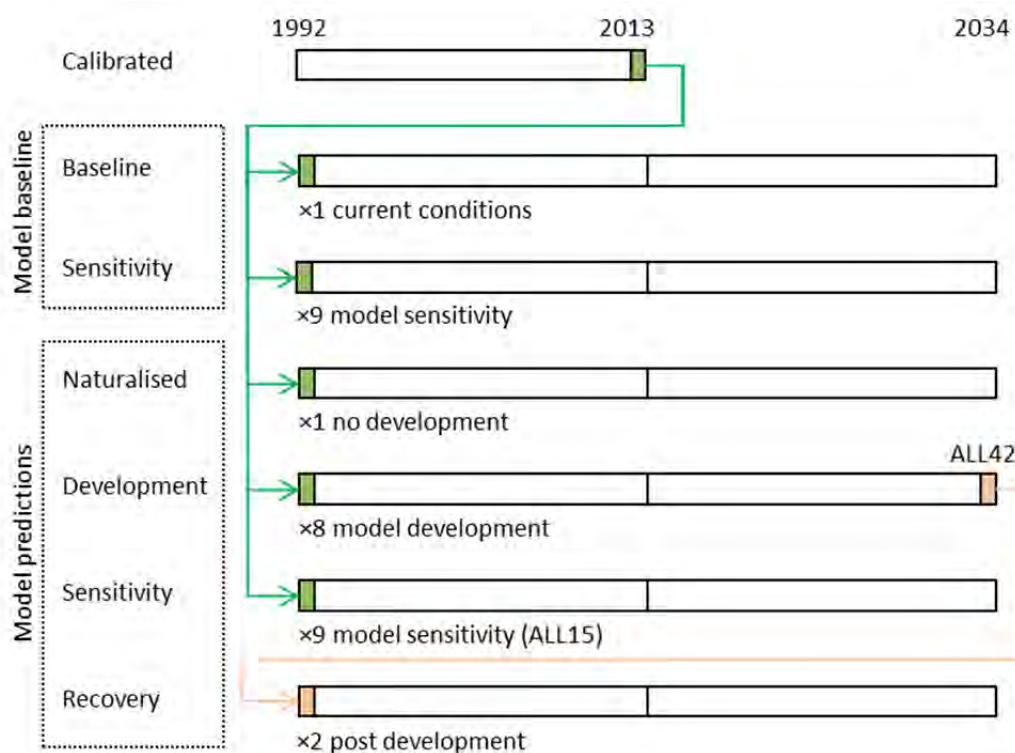 1992 2013 2034
Calibrated
Model baseline
Baseline
×1 current conditions
Sensitivity
×9 model sensitivity
Model predictions
Naturalised
×1 no development
ALL42
Development
×8 model development
Sensitivity
×9 model sensitivity (ALL15)
Recovery
×2 post development